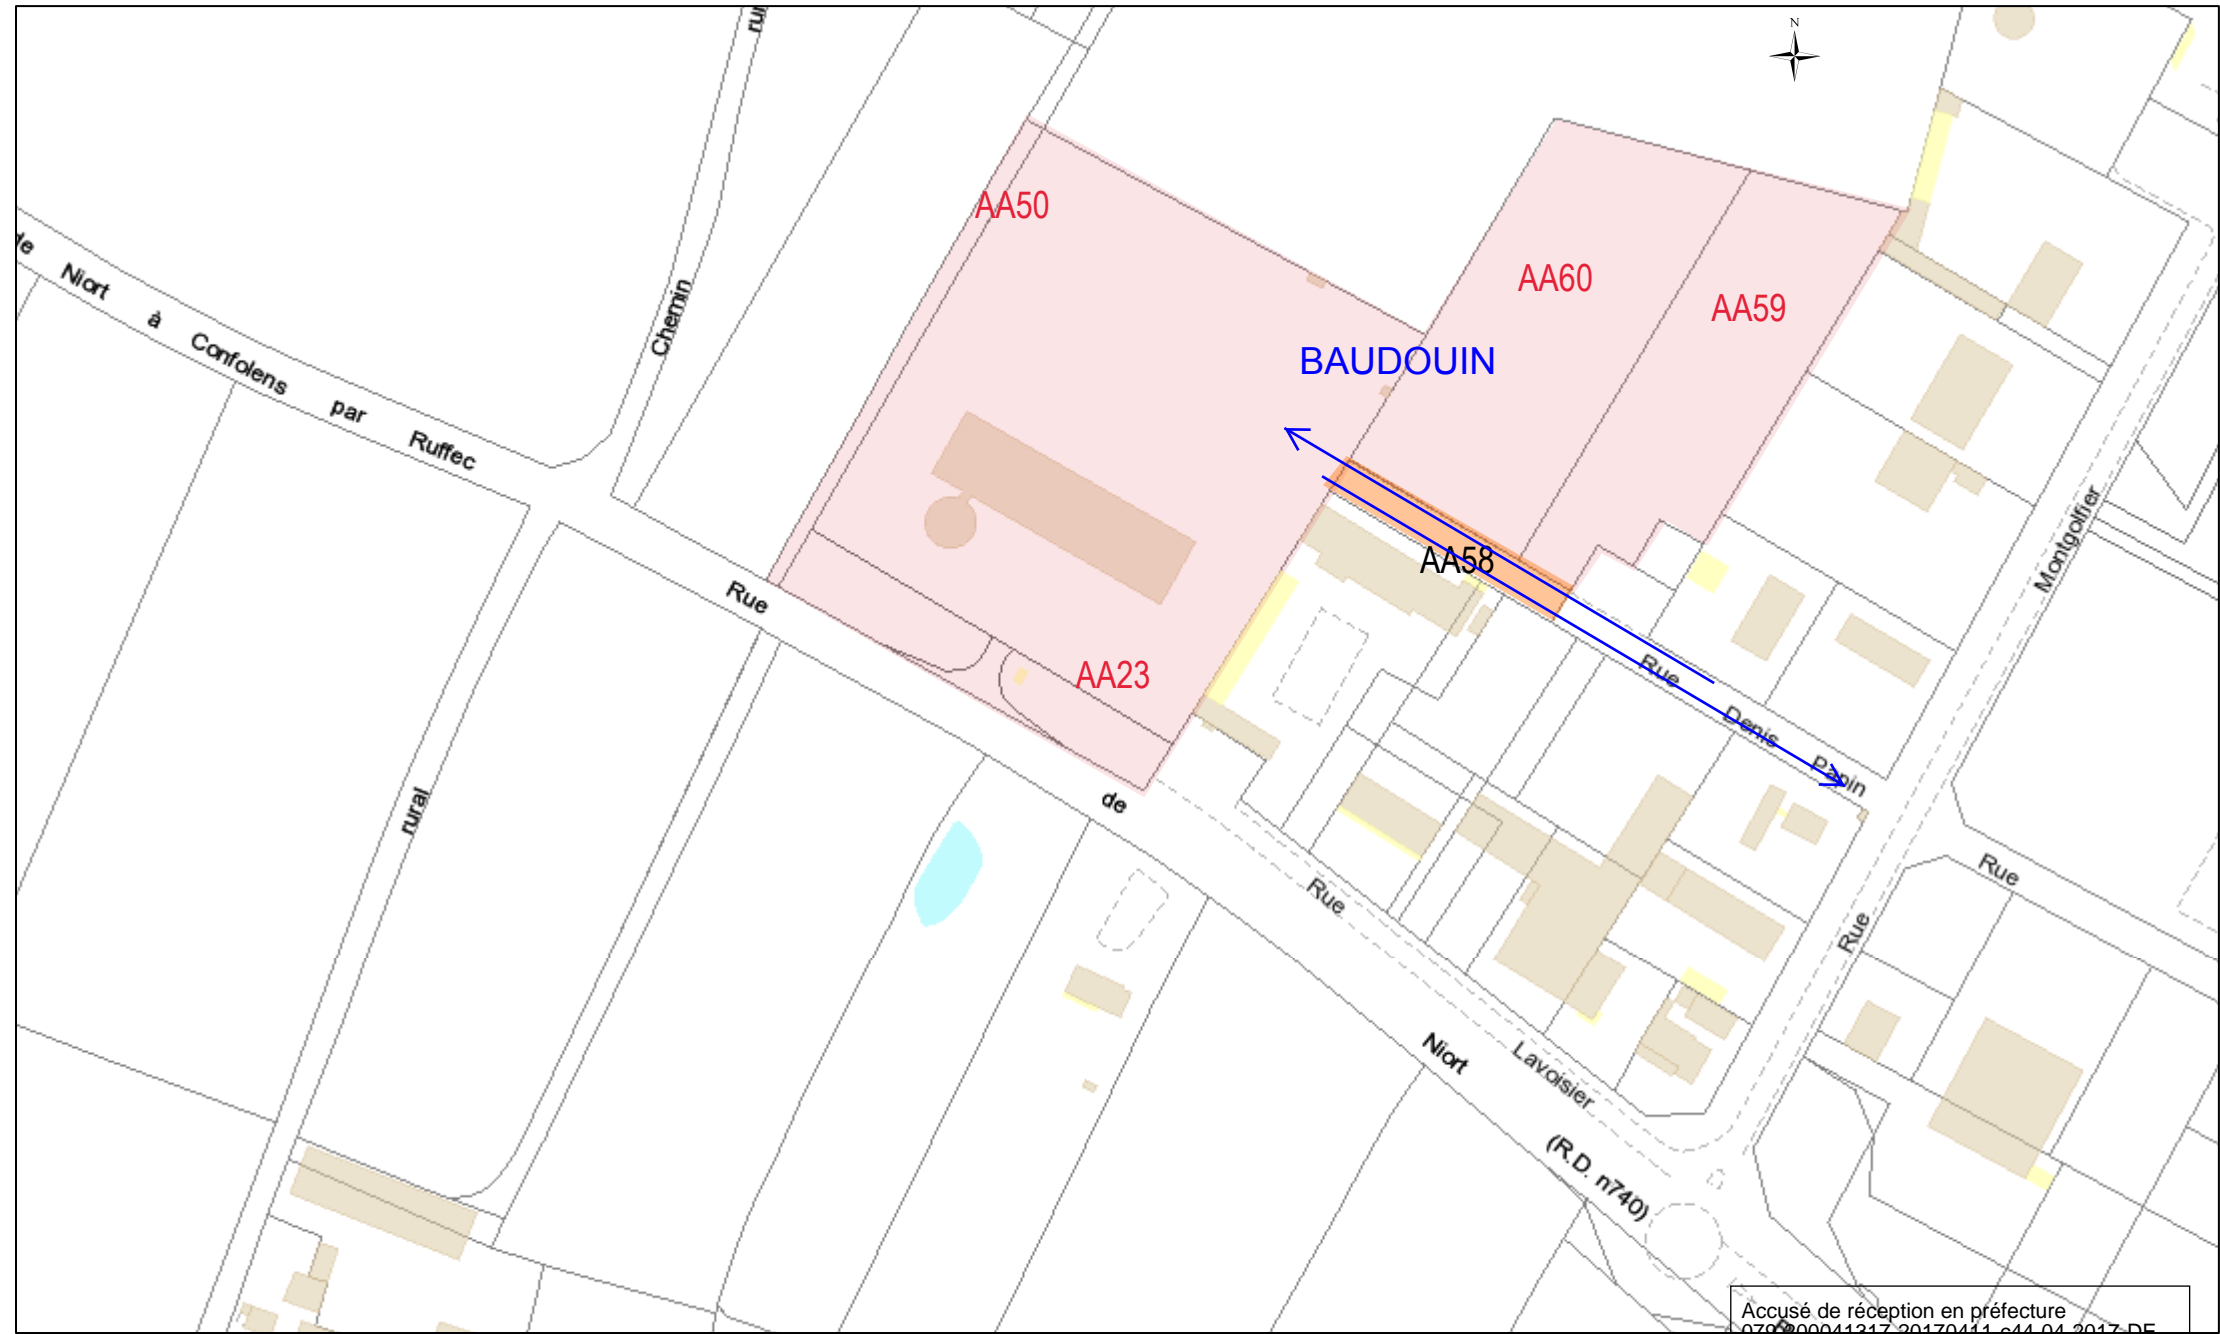 N
rur
AA50
de Niort à Confolens par Ruffec
Chemin
AA60
AA59
BAUDOUIN
AA58
Montgolfier
Rue
AA23
Rue Denis Papin
rural
de
Rue
Rue
Rue
Niort
Lavoisier
(R.D. n740)
Accusé de réception en préfecture